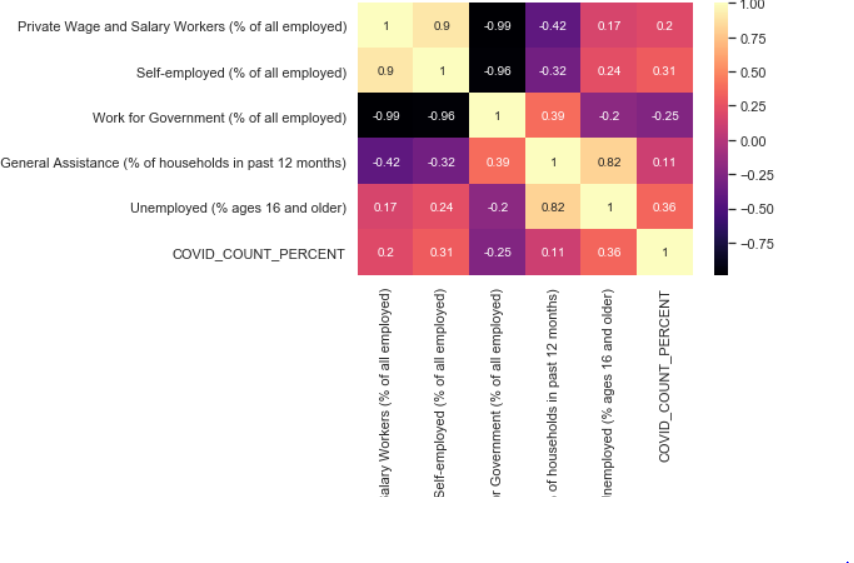 1.00
Private Wage and Salary Workers (% of all employed) 1 0.9 -0.99 -0.42 0.17 0.2
0.75
Self-employed (% of all employed) 0.9 1 -0.96 -0.32 0.24 0.31
0.50
0.25
Work for Government (% of all employed) -0.99 -0.96 1 0.39 -0.2 -0.25
0.00
General Assistance (% of households in past 12 months) -0.42 -0.32 0.39 1 0.82 0.11
-0.25
Unemployed (% ages 16 and older) 0.17 0.24 -0.2 0.82 1 0.36
-0.50
-0.75
COVID_COUNT_PERCENT 0.2 0.31 -0.25 0.11 0.36 1
alary Workers (% of all employed)
Self-employed (% of all employed)
r Government (% of all employed)
of households in past 12 months)
nemployed (% ages 16 and older)
COVID_COUNT_PERCENT